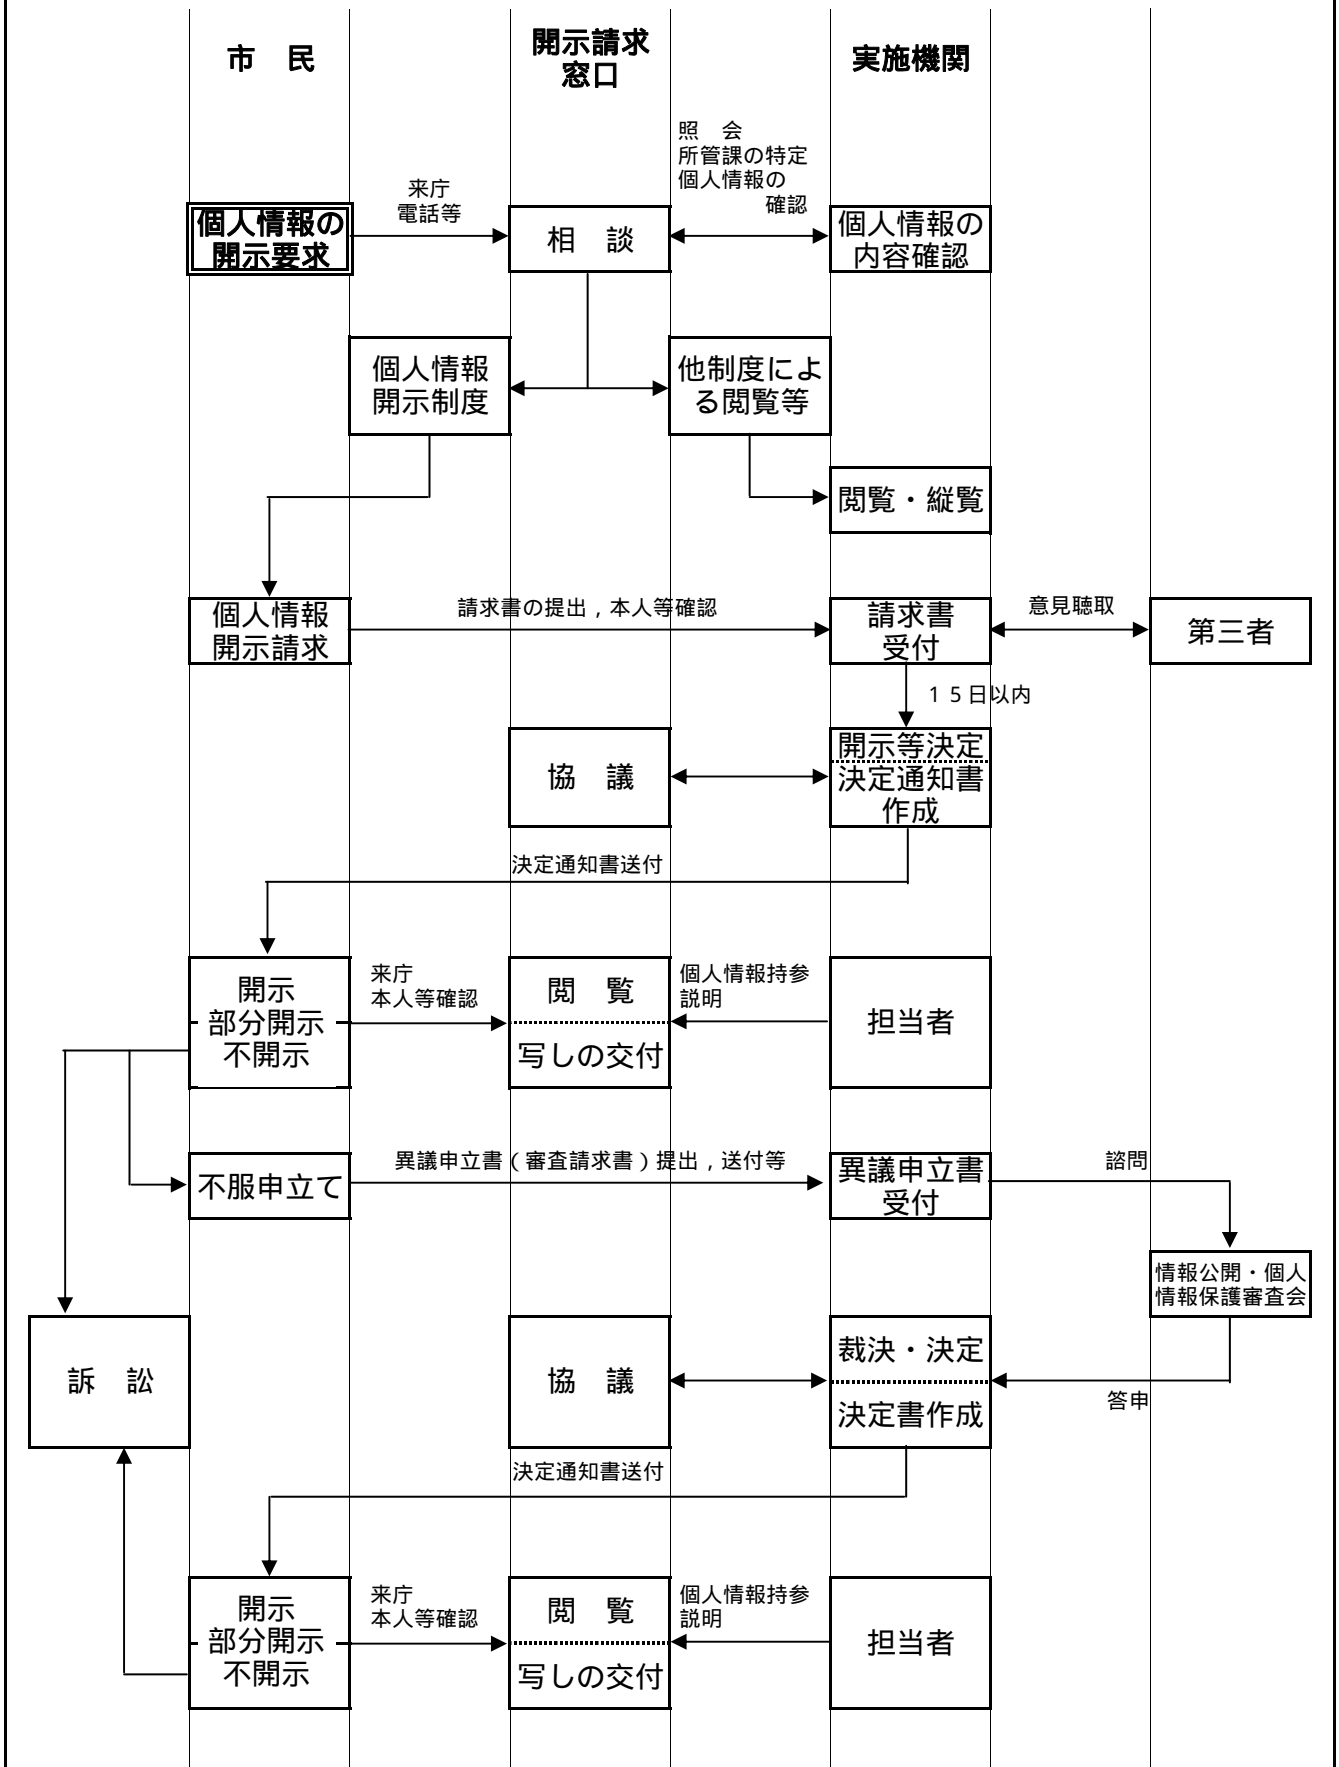 市　民
開示請求
窓口
実施機関
照　会
所管課の特定
個人情報の
確認
来庁
電話等
個人情報の
開示要求
相　談
個人情報の
内容確認
個人情報
開示制度
他制度によ
る閲覧等
閲覧・縦覧
個人情報
開示請求
請求書の提出，本人等確認
請求書
受付
意見聴取
第三者
１５日以内
協　議
開示等決定
決定通知書
作成
決定通知書送付
開示
部分開示
不開示
来庁
本人等確認
閲　覧
写しの交付
個人情報持参
説明
担当者
不服申立て
異議申立書（審査請求書）提出，送付等
異議申立書
受付
諮問
情報公開・個人
情報保護審査会
訴　訟
協　議
裁決・決定
決定書作成
答申
決定通知書送付
開示
部分開示
不開示
来庁
本人等確認
閲　覧
写しの交付
個人情報持参
説明
担当者